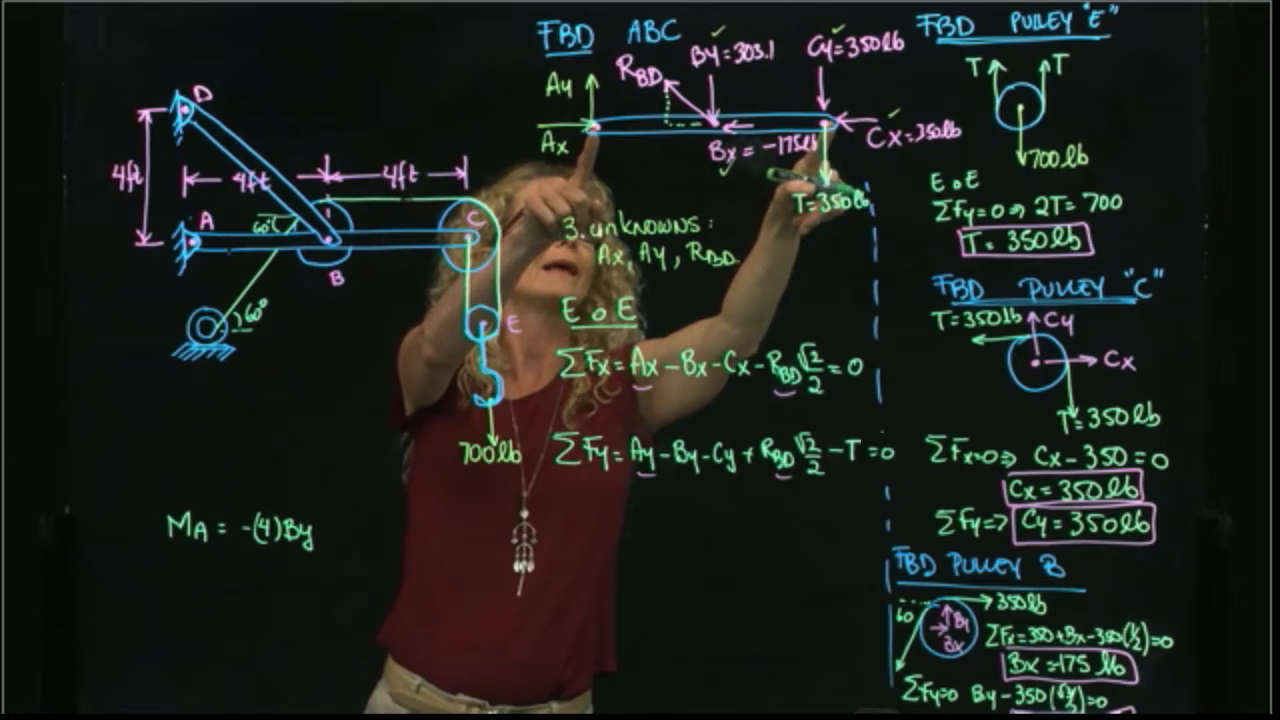 D
4ft
4ft
4ft
A
C
60°
B
60°
E
700lb
MA = -(4)By
FBD ABC
By=303.1
Cy=350lb
RBD
Ay
Ax
Cx=350lb
Bx = -175lb
T=350lb
3 unknowns:
Ax, Ay, RBD
E o E
ΣFx = Ax - Bx - Cx - RBD √2/2 = 0
ΣFy = Ay - By - Cy + RBD √2/2 - T = 0
FBD PULLEY "E"
T T
700lb
E o E
ΣFy=0 ⇒ 2T = 700
T = 350lb
FBD PULLEY "C"
T=350lb
Cy
Cx
T=350lb
ΣFx=0⇒ Cx - 350 = 0
Cx = 350lb
ΣFy=⇒ Cy = 350lb
FBD PULLEY B
350lb
60
By
Bx
ΣFx=350+Bx-350(1/2)=0
Bx=-175 lb
ΣFy=0 By-350(√3/2)=0